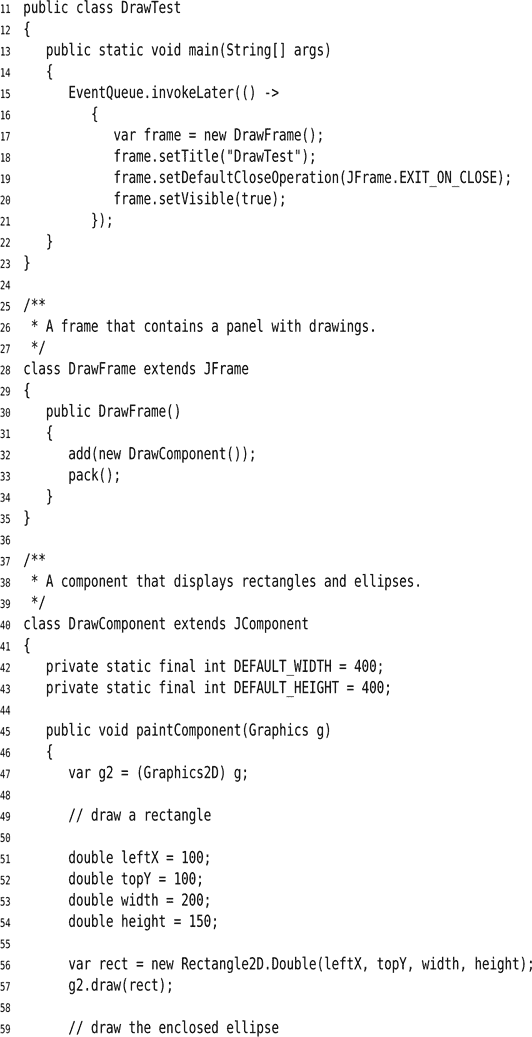 11 public class DrawTest
12 {
13    public static void main(String[] args)
14    {
15       EventQueue.invokeLater(() ->
16          {
17             var frame = new DrawFrame();
18             frame.setTitle("DrawTest");
19             frame.setDefaultCloseOperation(JFrame.EXIT_ON_CLOSE);
20             frame.setVisible(true);
21          });
22    }
23 }
24
25 /**
26  * A frame that contains a panel with drawings.
27  */
28 class DrawFrame extends JFrame
29 {
30    public DrawFrame()
31    {
32       add(new DrawComponent());
33       pack();
34    }
35 }
36
37 /**
38  * A component that displays rectangles and ellipses.
39  */
40 class DrawComponent extends JComponent
41 {
42    private static final int DEFAULT_WIDTH = 400;
43    private static final int DEFAULT_HEIGHT = 400;
44
45    public void paintComponent(Graphics g)
46    {
47       var g2 = (Graphics2D) g;
48
49       // draw a rectangle
50
51       double leftX = 100;
52       double topY = 100;
53       double width = 200;
54       double height = 150;
55
56       var rect = new Rectangle2D.Double(leftX, topY, width, height);
57       g2.draw(rect);
58
59       // draw the enclosed ellipse